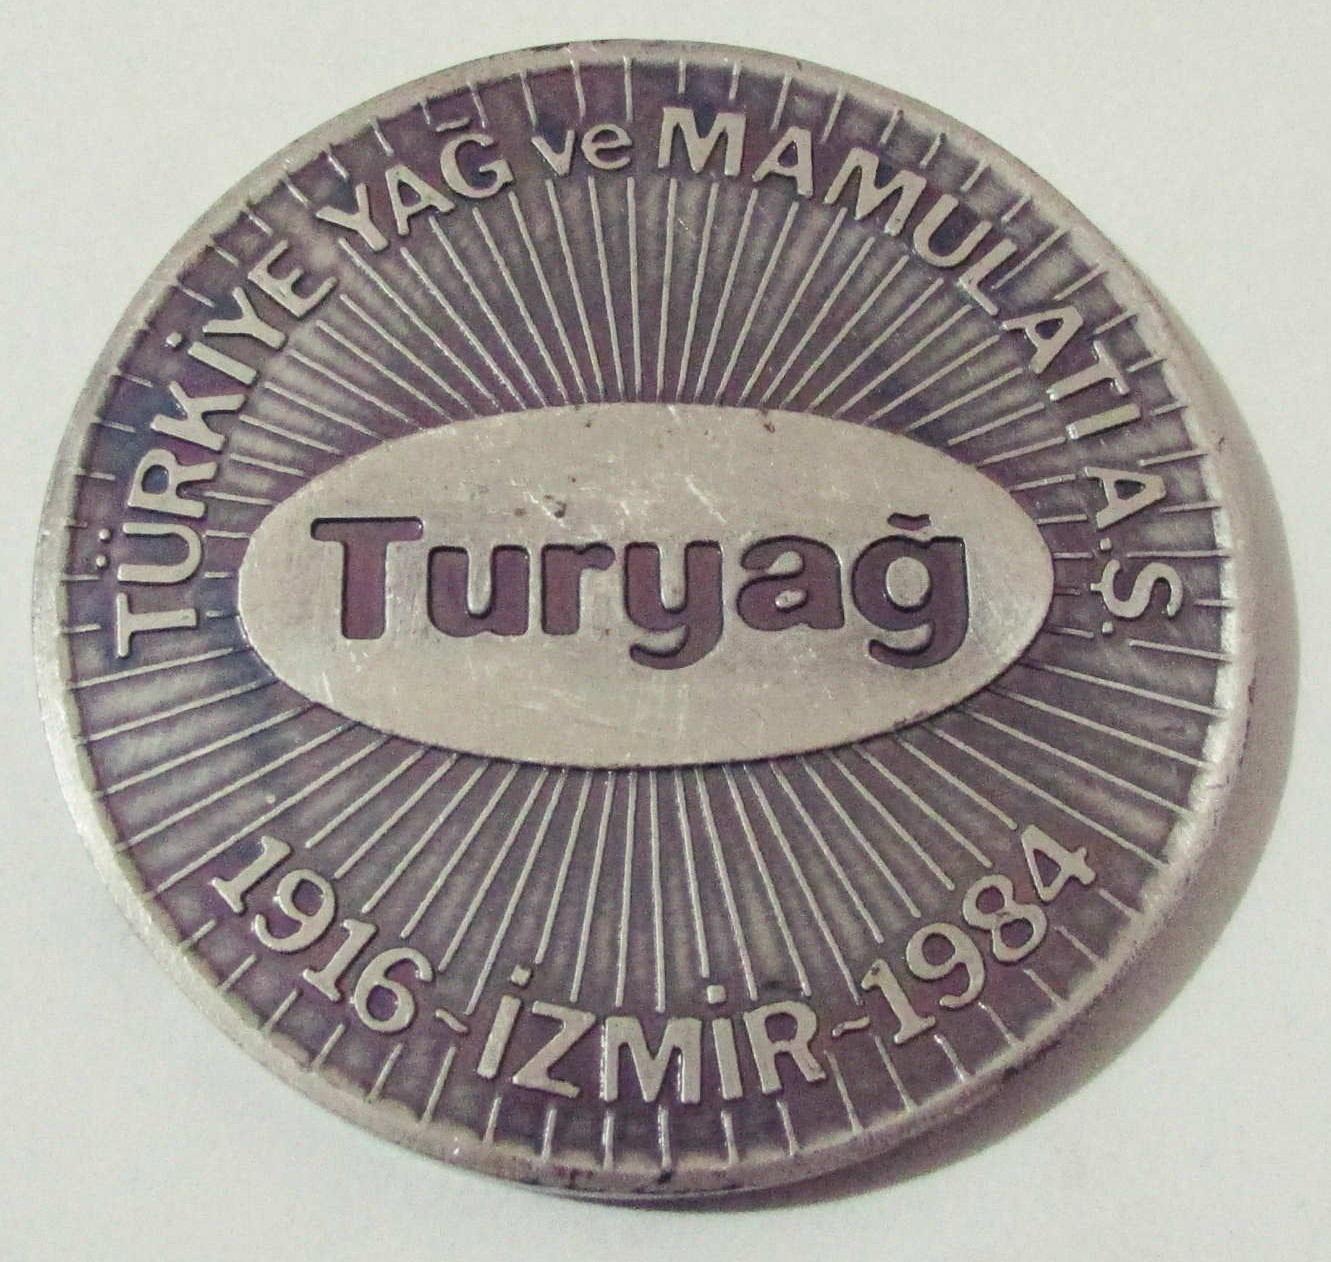 TÜRKİYE YAĞ ve MAMULATI A.Ş.
Turyağ
1916-İZMİR-1984